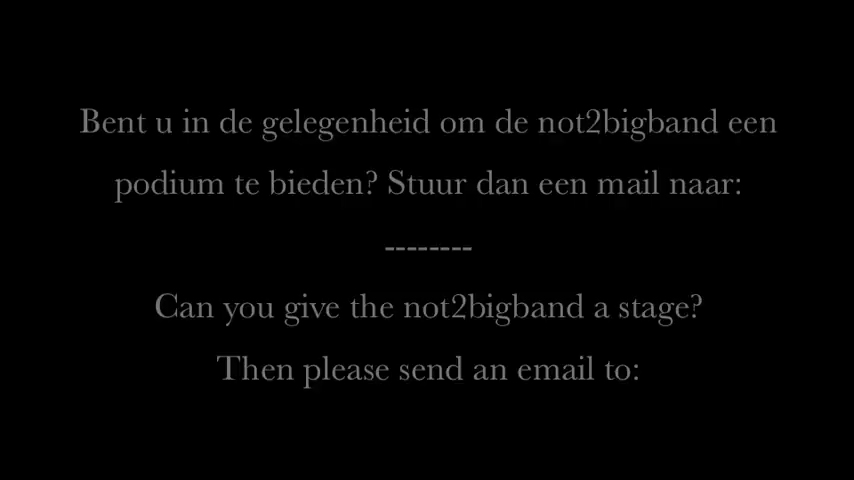 Bent u in de gelegenheid om de not2bigband een
podium te bieden? Stuur dan een mail naar:
--------
Can you give the not2bigband a stage?
Then please send an email to: